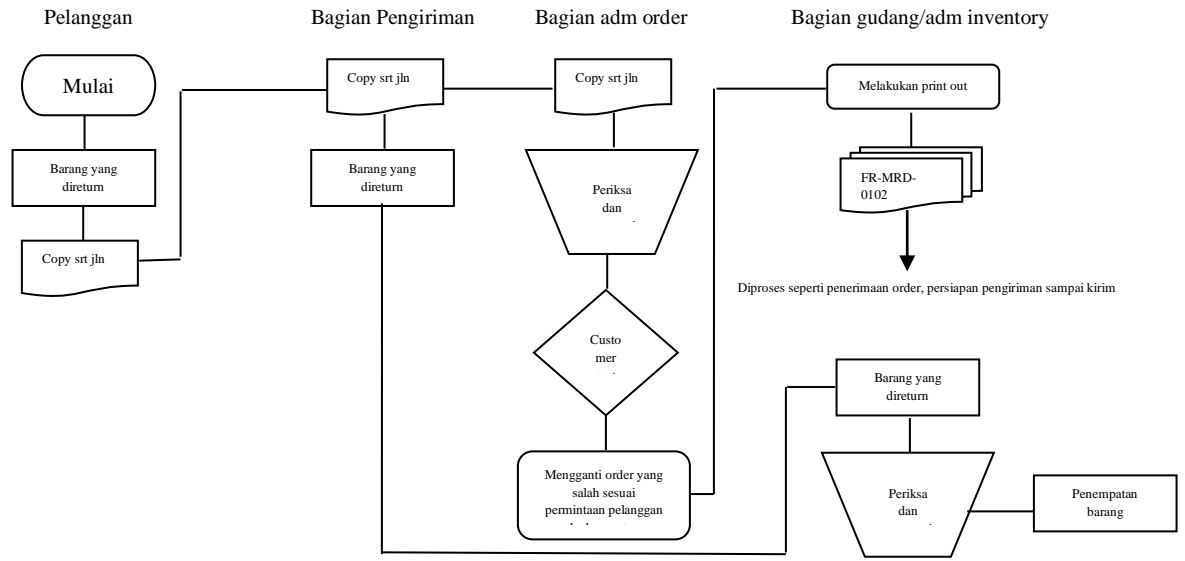 Pelanggan
Bagian Pengiriman
Bagian adm order
Bagian gudang/adm inventory
Mulai
Barang yang
direturn
Copy srt jln
Copy srt jln
Barang yang
direturn
Copy srt jln
Periksa
dan
Custo
mer
Mengganti order yang
salah sesuai
permintaan pelanggan
Melakukan print out
FR-MRD-
0102
Diproses seperti penerimaan order, persiapan pengiriman sampai kirim
Barang yang
direturn
Periksa
dan
Penempatan
barang